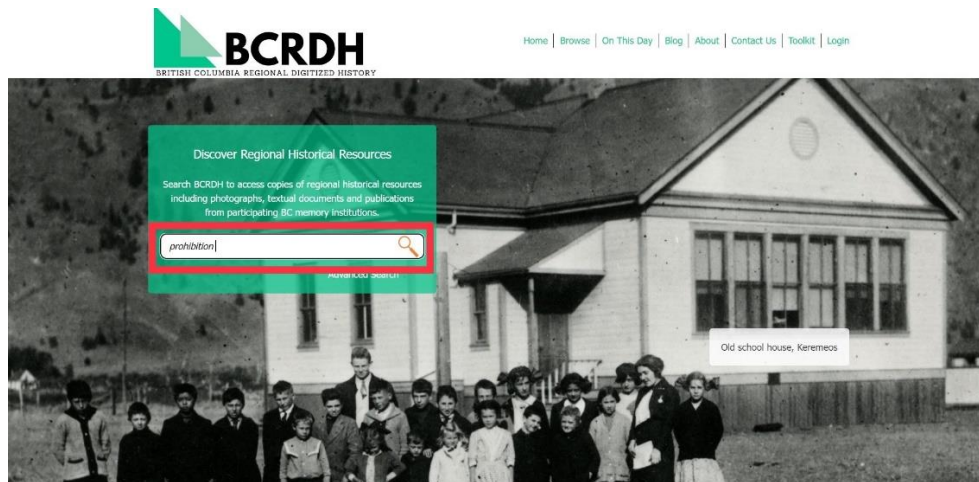 BCRDH
BRITISH COLUMBIA REGIONAL DIGITIZED HISTORY
Home | Browse | On This Day | Blog | About | Contact Us | Toolkit | Login
Discover Regional Historical Resources
Search BCRDH to access copies of regional historical resources
including photographs, textual documents and publications
from participating BC memory institutions.
prohibition
Advanced Search
Old school house, Keremeos